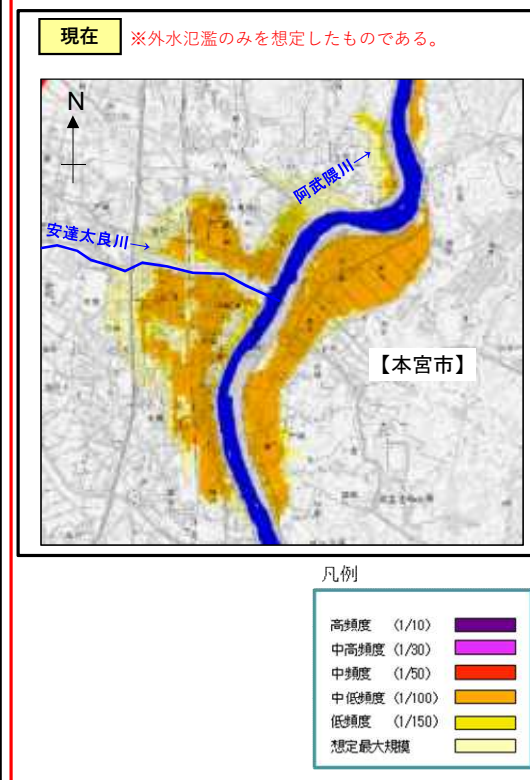 現在
※外水氾濫のみを想定したものである。
N
阿武隈川→
安達太良川→
【本宮市】
凡例
高頻度 (1/10)
中高頻度 (1/30)
中頻度 (1/50)
中低頻度 (1/100)
低頻度 (1/150)
想定最大規模